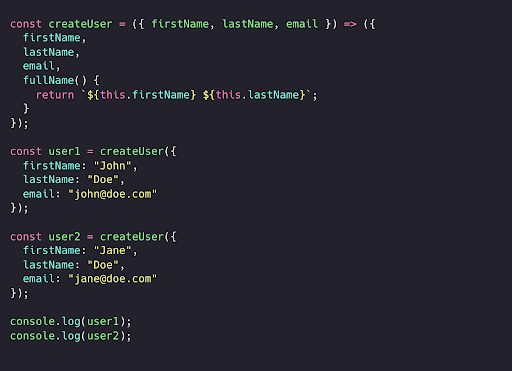 const createUser = ({ firstName, lastName, email }) => ({
  firstName,
  lastName,
  email,
  fullName() {
    return `${this.firstName} ${this.lastName}`;
  }
});

const user1 = createUser({
  firstName: "John",
  lastName: "Doe",
  email: "john@doe.com"
});

const user2 = createUser({
  firstName: "Jane",
  lastName: "Doe",
  email: "jane@doe.com"
});

console.log(user1);
console.log(user2);